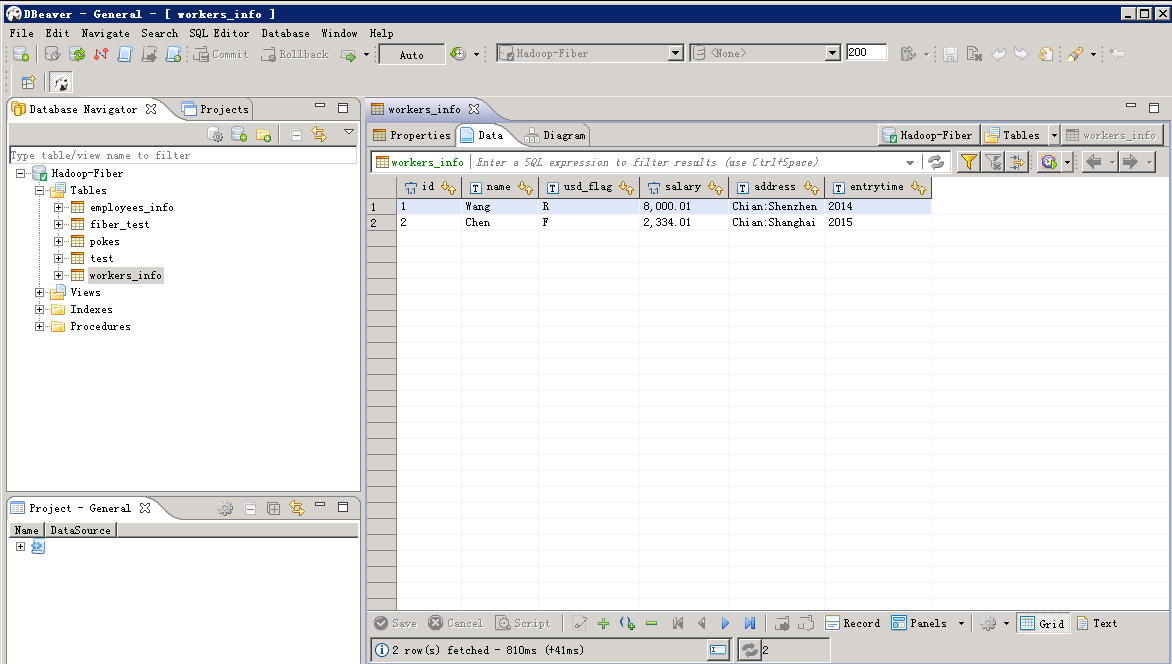 DBeaver - General - [ workers_info ]
File Edit Navigate Search SQL Editor Database Window Help
Commit Rollback Auto Hadoop-Fiber <None> 200
Database Navigator Projects
Type table/view name to filter
Hadoop-Fiber
Tables
employees_info
fiber_test
pokes
test
workers_info
Views
Indexes
Procedures
Project - General
Name DataSource
workers_info
Properties Data Diagram Hadoop-Fiber Tables workers_info
workers_info Enter a SQL expression to filter results (use Ctrl+Space)
id name usd_flag salary address entrytime
1 1 Wang R 8,000.01 Chian:Shenzhen 2014
2 2 Chen F 2,334.01 Chian:Shanghai 2015
Save Cancel Script Record Panels Grid Text
2 row(s) fetched - 810ms (+41ms) 2